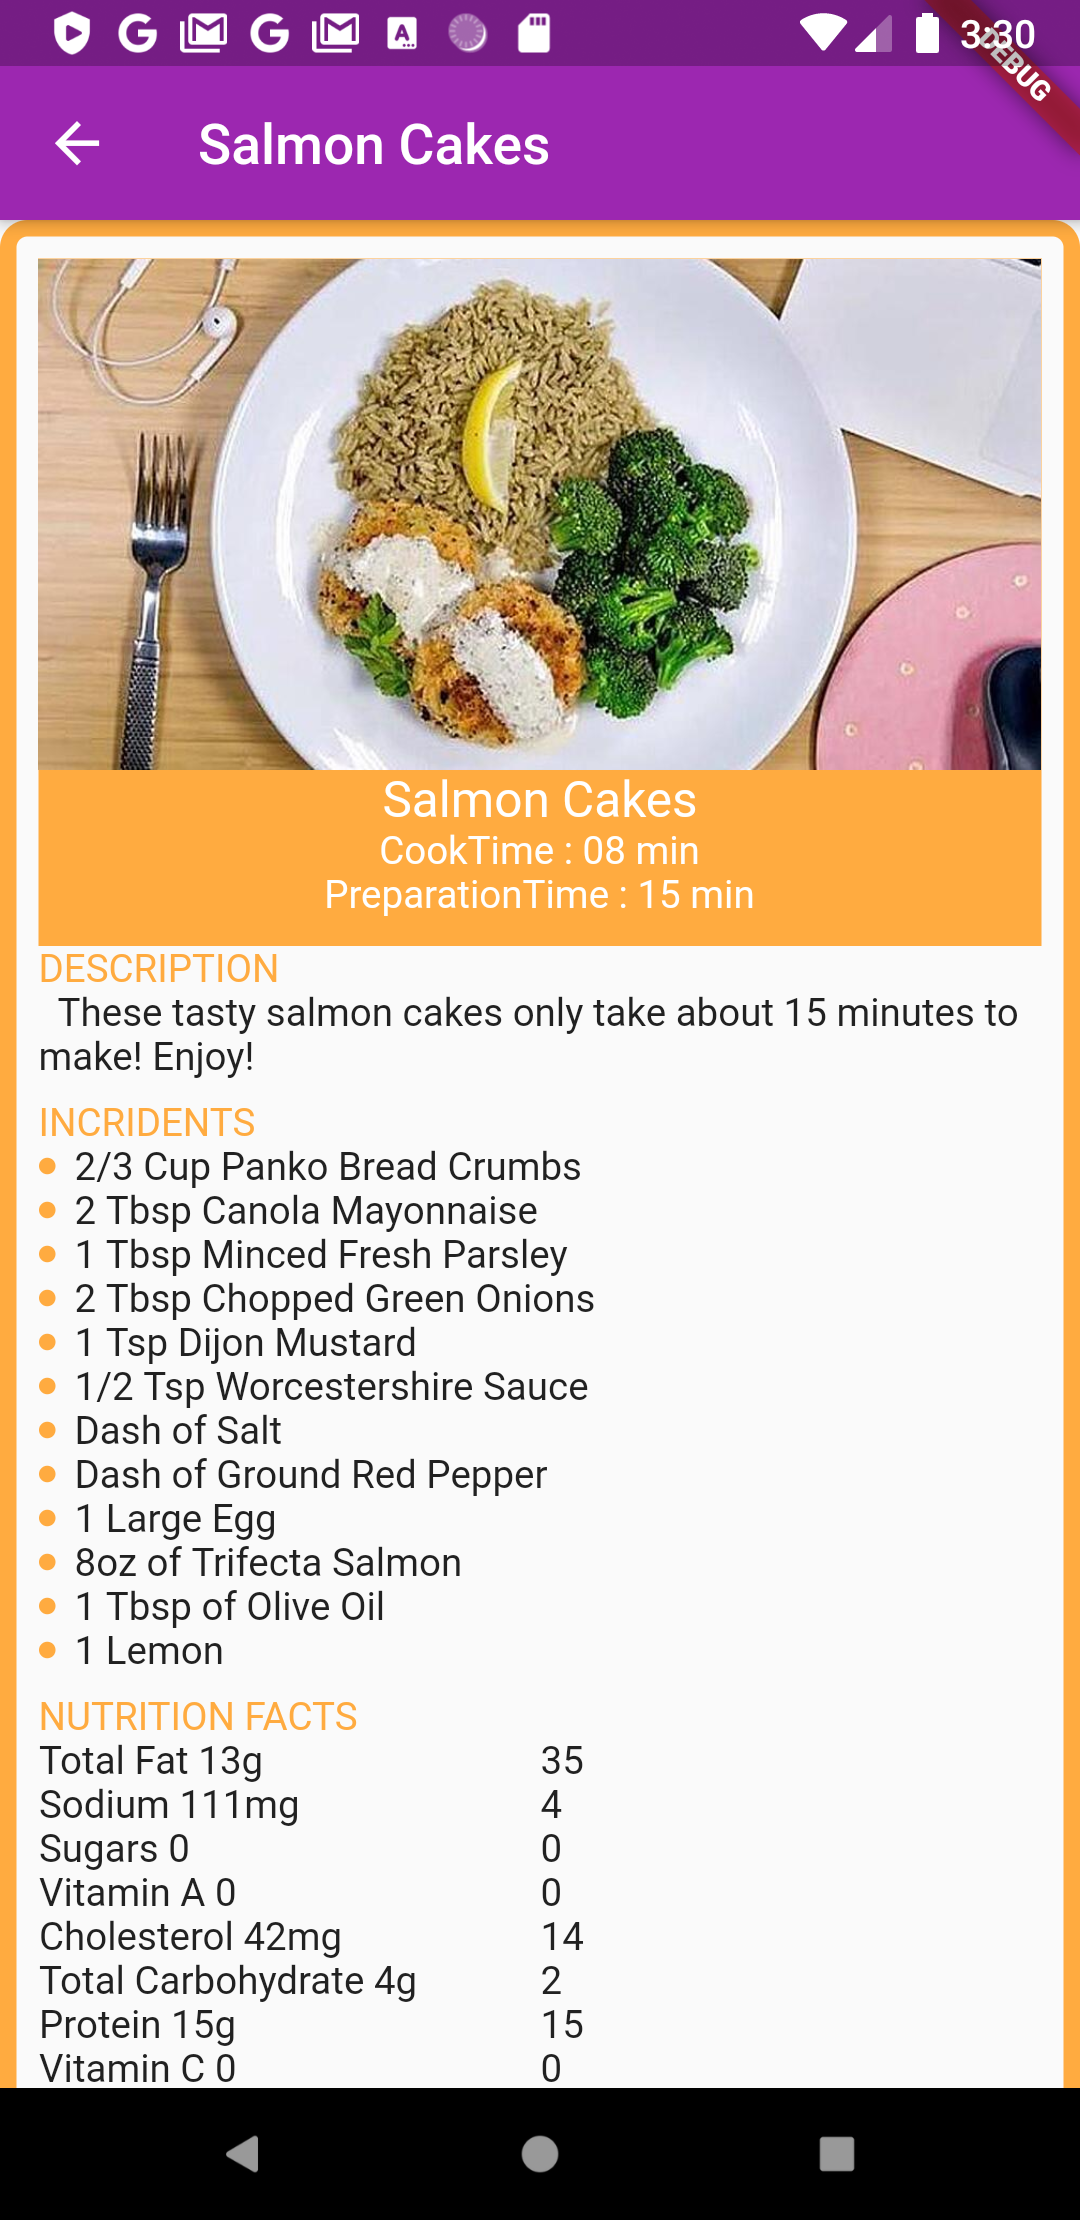 3:30
DEBUG
Salmon Cakes
Salmon Cakes
CookTime : 08 min
PreparationTime : 15 min
DESCRIPTION
These tasty salmon cakes only take about 15 minutes to
make! Enjoy!
INCRIDENTS
2/3 Cup Panko Bread Crumbs
2 Tbsp Canola Mayonnaise
1 Tbsp Minced Fresh Parsley
2 Tbsp Chopped Green Onions
1 Tsp Dijon Mustard
1/2 Tsp Worcestershire Sauce
Dash of Salt
Dash of Ground Red Pepper
1 Large Egg
8oz of Trifecta Salmon
1 Tbsp of Olive Oil
1 Lemon
NUTRITION FACTS
Total Fat 13g 35
Sodium 111mg 4
Sugars 0 0
Vitamin A 0 0
Cholesterol 42mg 14
Total Carbohydrate 4g 2
Protein 15g 15
Vitamin C 0 0